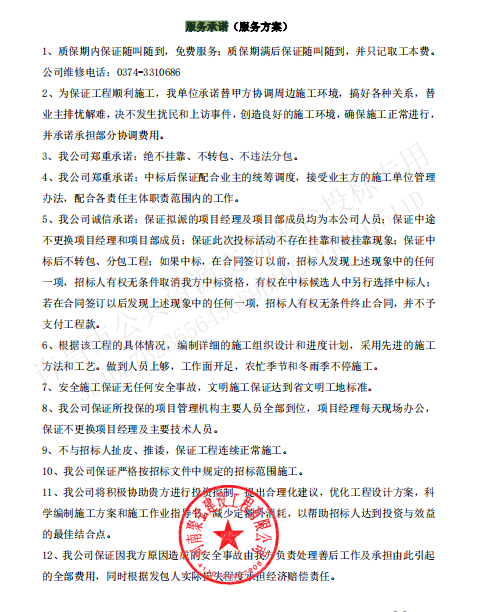 服务承诺（服务方案）
1、质保期内保证随叫随到，免费服务；质保期满后保证随叫随到，并只记取工本费。
公司维修电话：0374-3310686
2、为保证工程顺利施工，我单位承诺替甲方协调周边施工环境，搞好各种关系，替
业主排忧解难，决不发生扰民和上访事件，创造良好的施工环境，确保施工正常进行，
并承诺承担部分协调费用。
3、我公司郑重承诺：绝不挂靠、不转包、不违法分包。
4、我公司郑重承诺：中标后保证配合业主的统筹调度，接受业主方的施工单位管理
办法，配合各责任主体职责范围内的工作。
5、我公司诚信承诺：保证拟派的项目经理及项目部成员均为本公司人员；保证中途
不更换项目经理和项目部成员；保证此次投标活动不存在挂靠和被挂靠现象；保证中
标后不转包、分包工程；如果中标，在合同签订以前，招标人发现上述现象中的任何
一项，招标人有权无条件取消我方中标资格，有权在中标候选人中另行选择中标人；
若在合同签订以后发现上述现象中的任何一项，招标人有权无条件终止合同，并不予
支付工程款。
6、根据该工程的具体情况，编制详细的施工组织设计和进度计划，采用先进的施工
方法和工艺。做到人员上够，工作面开足，农忙季节和冬雨季不停施工。
7、安全施工保证无任何安全事故，文明施工保证达到省文明工地标准。
8、我公司保证所投保的项目管理机构主要人员全部到位，项目经理每天现场办公，
保证不更换项目经理及主要技术人员。
9、不与招标人扯皮、推诿，保证工程连续正常施工。
10、我公司保证严格按招标文件中规定的招标范围施工。
11、我公司将积极协助贵方进行投资控制，提出合理化建议，优化工程设计方案，科
学编制施工方案和施工作业指导书，减少定额消耗，以帮助招标人达到投资与效益
的最佳结合点。
12、我公司保证因我方原因造成的安全事故由我方负责处理善后工作及承担由此引起
的全部费用，同时根据发包人实际损失程度承担经济赔偿责任。